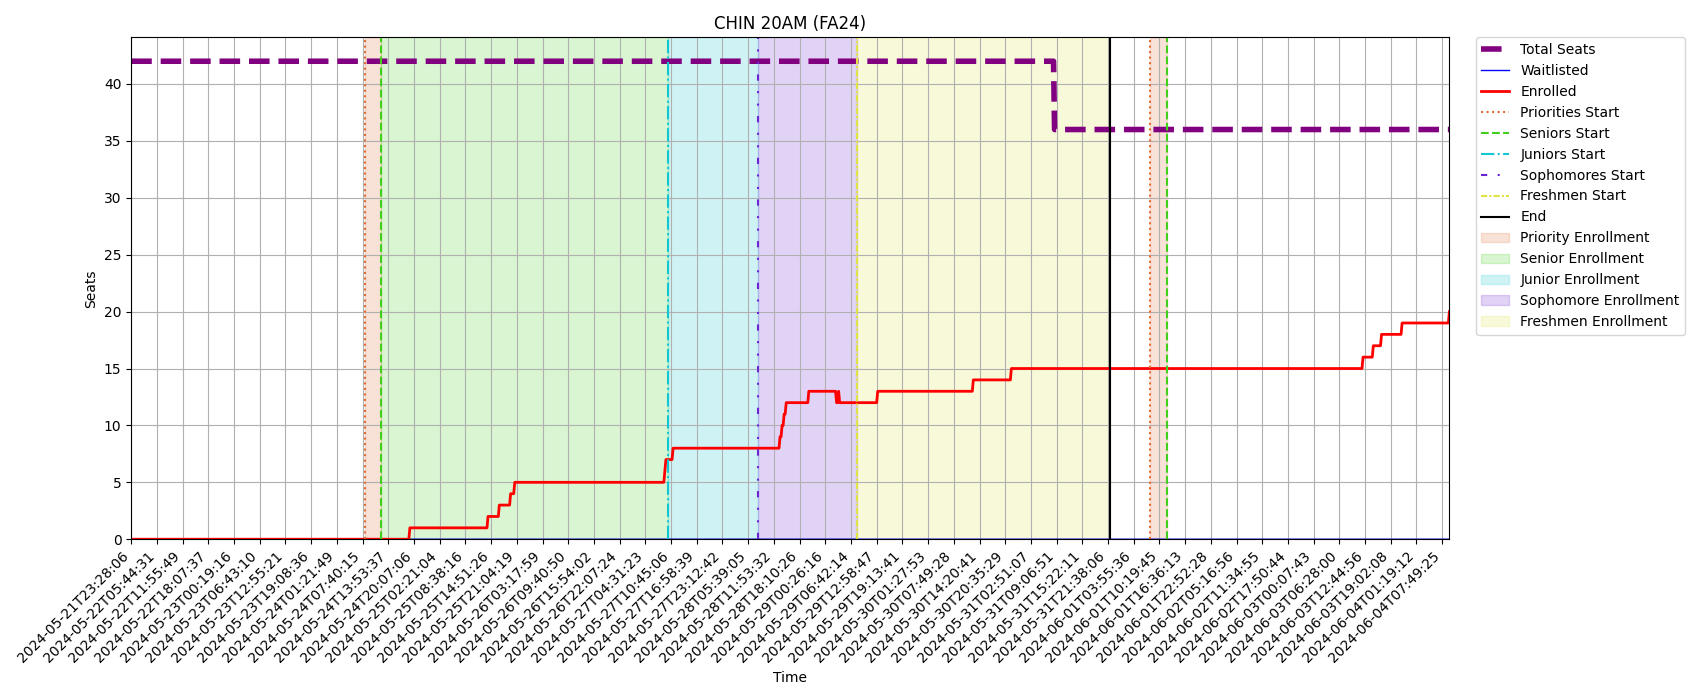 CHIN 20AM (FA24)
Seats
40
35
30
25
20
15
10
5
0
2024-05-21T23:28:06
2024-05-22T05:44:31
2024-05-22T11:55:49
2024-05-22T18:07:37
2024-05-23T00:19:16
2024-05-23T06:43:10
2024-05-23T12:55:21
2024-05-23T19:08:36
2024-05-24T01:21:49
2024-05-24T07:40:15
2024-05-24T13:53:37
2024-05-24T20:07:06
2024-05-25T02:21:04
2024-05-25T08:38:16
2024-05-25T14:51:26
2024-05-25T21:04:19
2024-05-26T03:17:59
2024-05-26T09:40:50
2024-05-26T15:54:02
2024-05-26T22:07:24
2024-05-27T04:31:23
2024-05-27T10:45:06
2024-05-27T16:58:39
2024-05-27T23:12:42
2024-05-28T05:39:05
2024-05-28T11:53:32
2024-05-28T18:10:26
2024-05-29T00:26:16
2024-05-29T06:42:14
2024-05-29T12:58:47
2024-05-29T19:13:41
2024-05-30T01:27:53
2024-05-30T07:49:28
2024-05-30T14:20:41
2024-05-30T20:35:29
2024-05-31T02:51:07
2024-05-31T09:06:51
2024-05-31T15:22:11
2024-05-31T21:38:06
2024-06-01T03:55:36
2024-06-01T10:19:45
2024-06-01T16:36:13
2024-06-01T22:52:28
2024-06-02T05:16:56
2024-06-02T11:34:55
2024-06-02T17:50:44
2024-06-03T00:07:43
2024-06-03T06:28:00
2024-06-03T12:44:56
2024-06-03T19:02:08
2024-06-04T01:19:12
2024-06-04T07:49:25
Time
Total Seats
Waitlisted
Enrolled
Priorities Start
Seniors Start
Juniors Start
Sophomores Start
Freshmen Start
End
Priority Enrollment
Senior Enrollment
Junior Enrollment
Sophomore Enrollment
Freshmen Enrollment